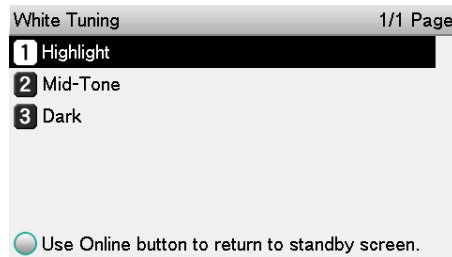 White Tuning 1/1 Page
1 Highlight
2 Mid-Tone
3 Dark
Use Online button to return to standby screen.